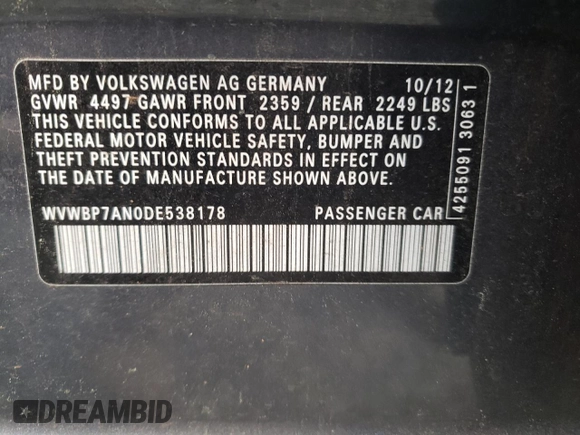 MFD BY VOLKSWAGEN AG GERMANY 10/12
GVWR 4497 GAWR FRONT 2359 / REAR 2249 LBS
THIS VEHICLE CONFORMS TO ALL APPLICABLE U.S.
FEDERAL MOTOR VEHICLE SAFETY, BUMPER AND
THEFT PREVENTION STANDARDS IN EFFECT ON
THE DATE OF MANUFACTURE SHOWN ABOVE.
WVWBP7AN0DE538178 PASSENGER CAR
4255091 3063 1
DREAMBID